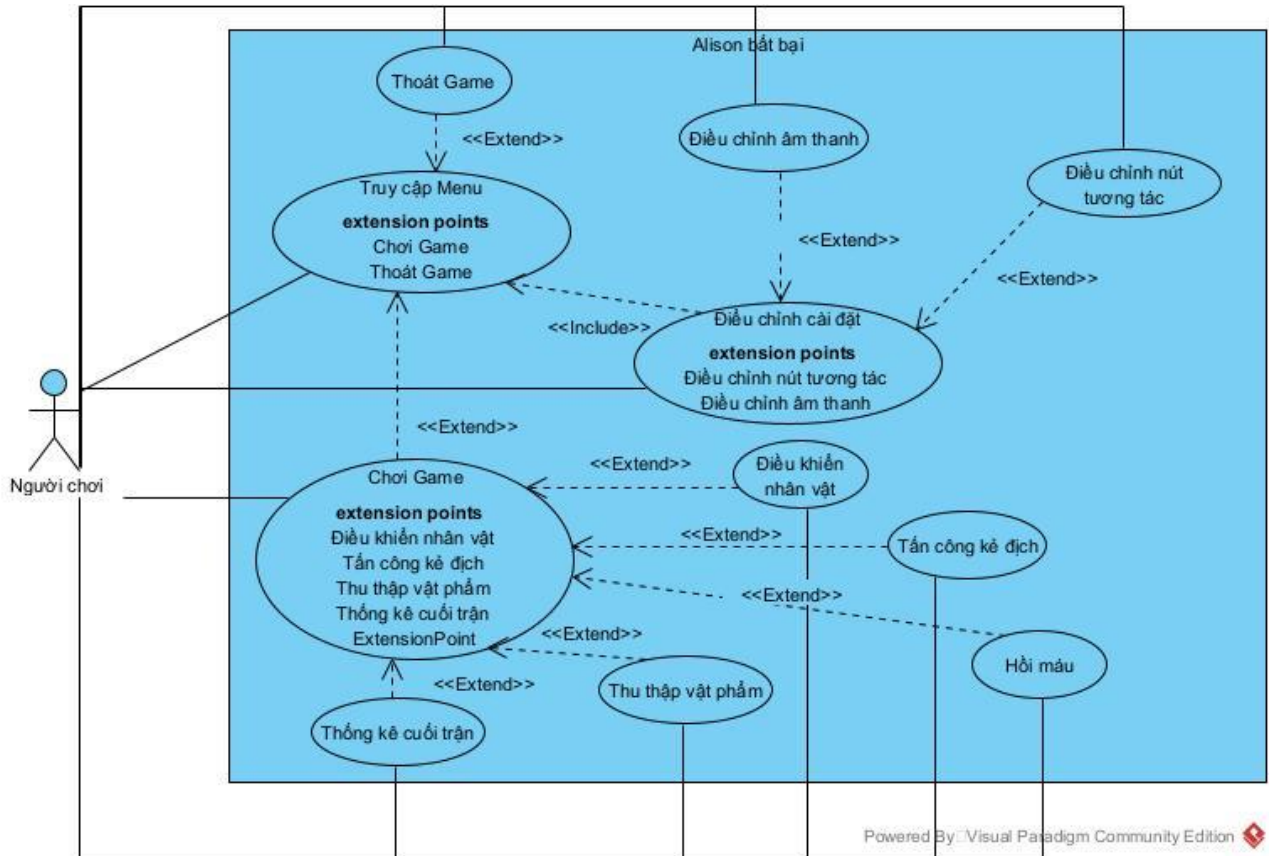 Alison bất bại
Thoát Game
<<Extend>>
Điều chỉnh âm thanh
Điều chỉnh nút
tương tác
Truy cập Menu
extension points
Chơi Game
Thoát Game
<<Extend>>
<<Extend>>
<<Include>>
Điều chỉnh cài đặt
extension points
Điều chỉnh nút tương tác
Điều chỉnh âm thanh
Người chơi
<<Extend>>
Chơi Game
extension points
Điều khiển nhân vật
Tấn công kẻ địch
Thu thập vật phẩm
Thống kê cuối trận
ExtensionPoint
<<Extend>>
Điều khiển
nhân vật
<<Extend>>
Tấn công kẻ địch
<<Extend>>
Hồi máu
<<Extend>>
Thu thập vật phẩm
<<Extend>>
Thống kê cuối trận
Powered By Visual Paradigm Community Edition